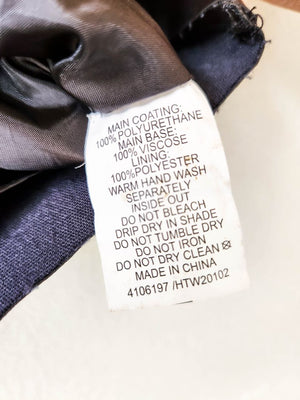 MAIN COATING:
100% POLYURETHANE
MAIN BASE:
100% VISCOSE
LINING:
100%POLYESTER
WARM HAND WASH
SEPARATELY
INSIDE OUT
DO NOT BLEACH
DRIP DRY IN SHADE
DO NOT TUMBLE DRY
DO NOT IRON
DO NOT DRY CLEAN
MADE IN CHINA
4106197 /HTW20102